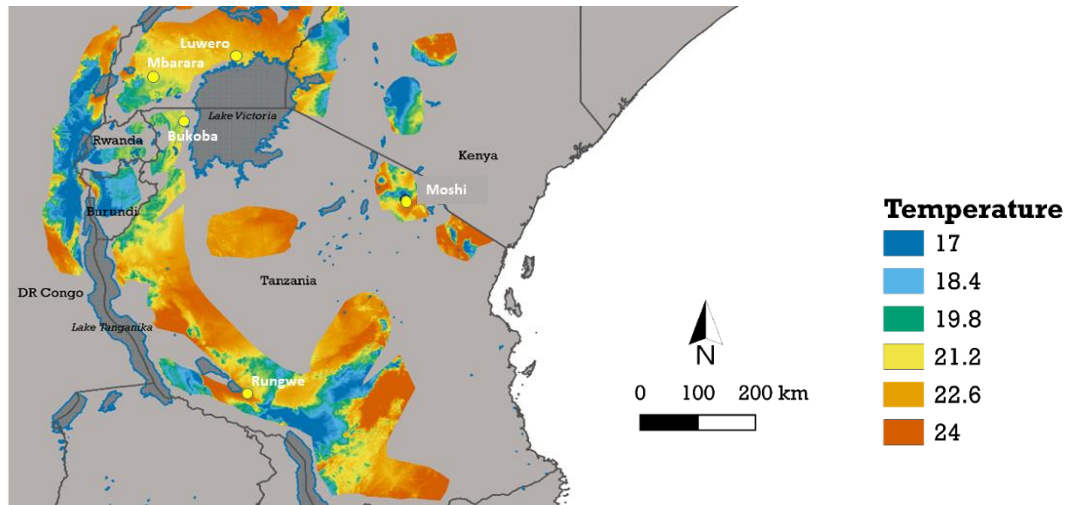 Luwero
Mbarara
Lake Victoria
Bukoba
Rwanda
Kenya
Moshi
Burundi
Tanzania
DR Congo
Lake Tanganika
Rungwe
N
0 100 200 km
Temperature
17
18.4
19.8
21.2
22.6
24